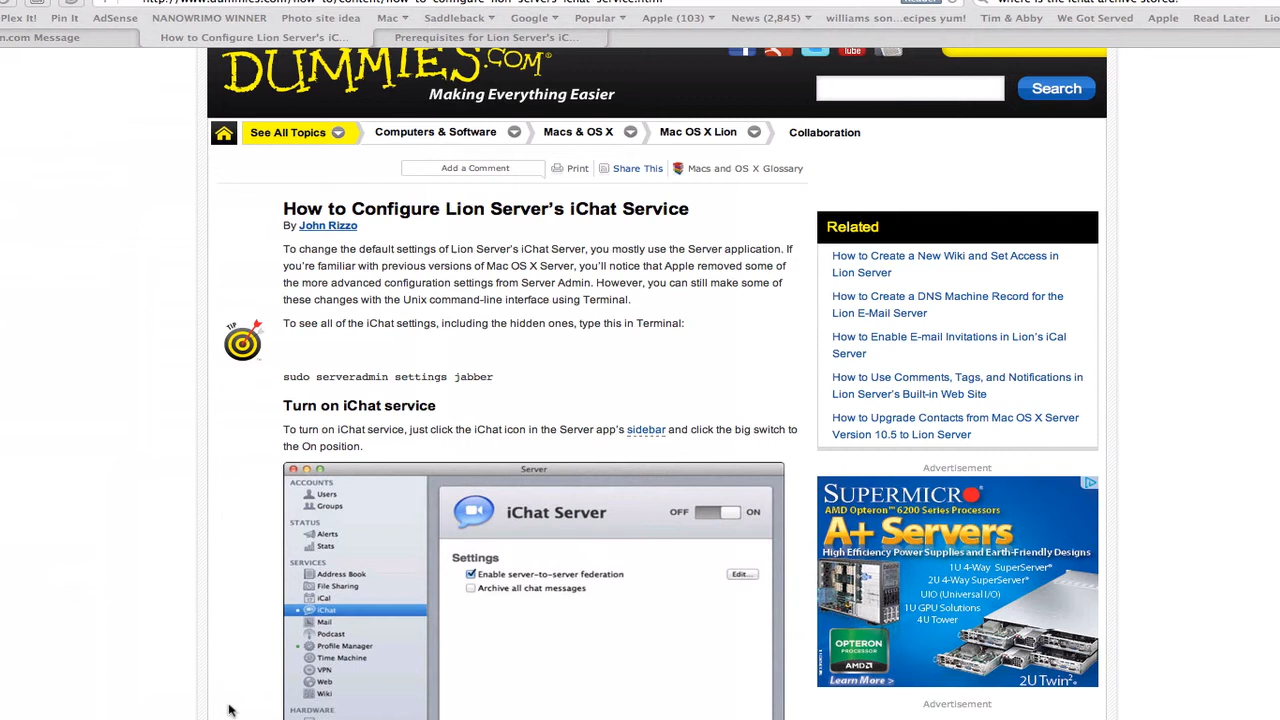 where is the ichat archive stored?
Plex It! Pin It AdSense NANOWRIMO WINNER Photo site idea Mac Saddleback Google Popular Apple (103) News (2,845) williams son...ecipes yum! Tim & Abby We Got Served Apple Read Later
n.com Message How to Configure Lion Server's iC... Prerequisites for Lion Server's iC...
DUMMIES.COM®
Making Everything Easier
Search
See All Topics Computers & Software Macs & OS X Mac OS X Lion Collaboration
Add a Comment Print Share This Macs and OS X Glossary
How to Configure Lion Server's iChat Service
By John Rizzo
To change the default settings of Lion Server's iChat Server, you mostly use the Server application. If
you're familiar with previous versions of Mac OS X Server, you'll notice that Apple removed some of
the more advanced configuration settings from Server Admin. However, you can still make some of
these changes with the Unix command-line interface using Terminal.
TIP
To see all of the iChat settings, including the hidden ones, type this in Terminal:
sudo serveradmin settings jabber
Turn on iChat service
To turn on iChat service, just click the iChat icon in the Server app's sidebar and click the big switch to
the On position.
Server
ACCOUNTS
Users
Groups
STATUS
Alerts
Stats
SERVICES
Address Book
File Sharing
iCal
iChat
Mail
Podcast
Profile Manager
Time Machine
VPN
Web
Wiki
HARDWARE
iChat Server OFF ON
Settings
Enable server-to-server federation Edit...
Archive all chat messages
Related
How to Create a New Wiki and Set Access in
Lion Server
How to Create a DNS Machine Record for the
Lion E-Mail Server
How to Enable E-mail Invitations in Lion's iCal
Server
How to Use Comments, Tags, and Notifications in
Lion Server's Built-in Web Site
How to Upgrade Contacts from Mac OS X Server
Version 10.5 to Lion Server
Advertisement
SUPERMICRO
AMD Opteron™ 6200 Series Processors
A+ Servers
High Efficiency Power Supplies and Earth-Friendly Designs
1U 4-Way SuperServer®
2U 4-Way SuperServer®
UIO (Universal I/O)
1U GPU Solutions
4U Tower
OPTERON
PROCESSOR
AMD
Learn More >
2U Twin²®
Advertisement